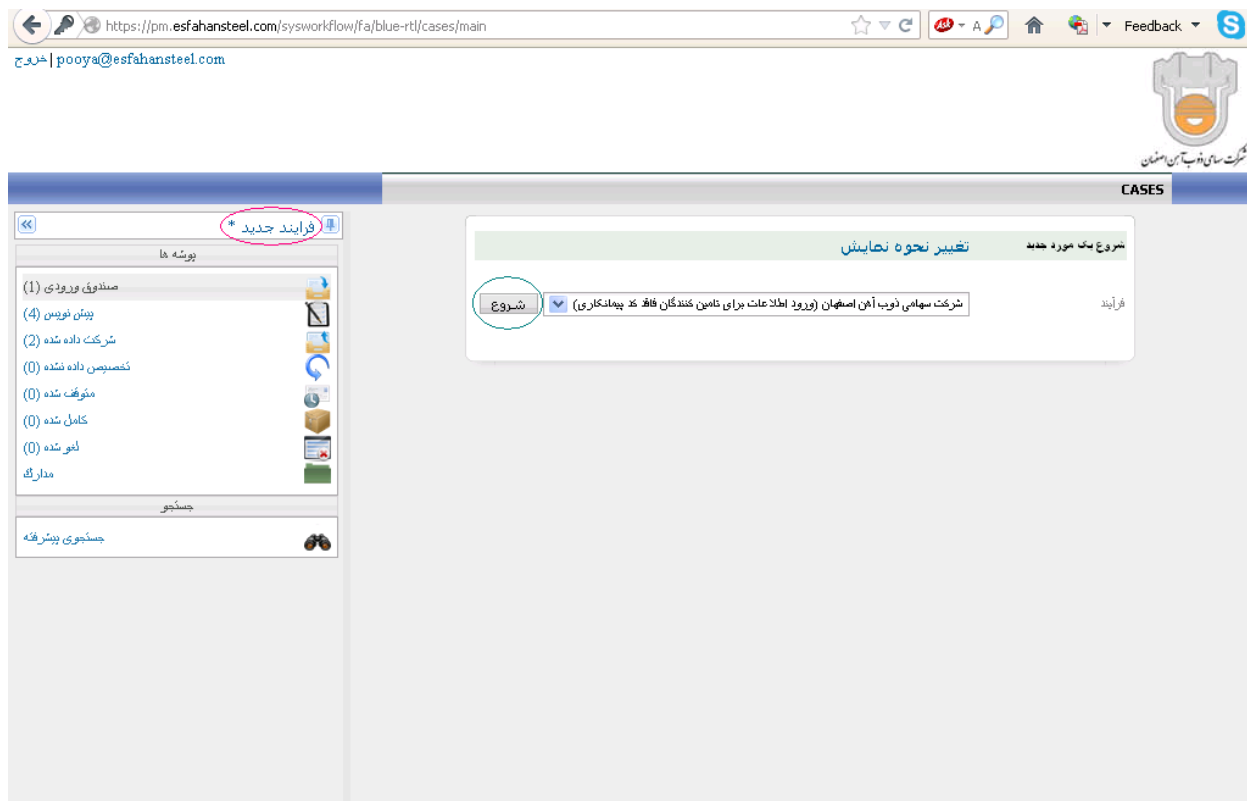 https://pm.esfahansteel.com/sysworkflow/fa/blue-rtl/cases/main
Ask
Feedback
pooya@esfahansteel.com | خروج
شرکت سهامی ذوب آهن اصفهان
CASES
فرایند جدید *
پوشه ها
صندوق ورودی (1)
پیش نویس (4)
شرکت داده شده (2)
تخصیص داده نشده (0)
متوقف شده (0)
کامل شده (0)
لغو شده (0)
مدارک
جستجو
جستجوی پیشرفته
شروع یک مورد جدید
تغییر نحوه نمایش
فرآیند
شرکت سهامی ذوب آهن اصفهان (ورود اطلاعات برای تامین کنندگان فاقد کد پیمانکاری)
شروع